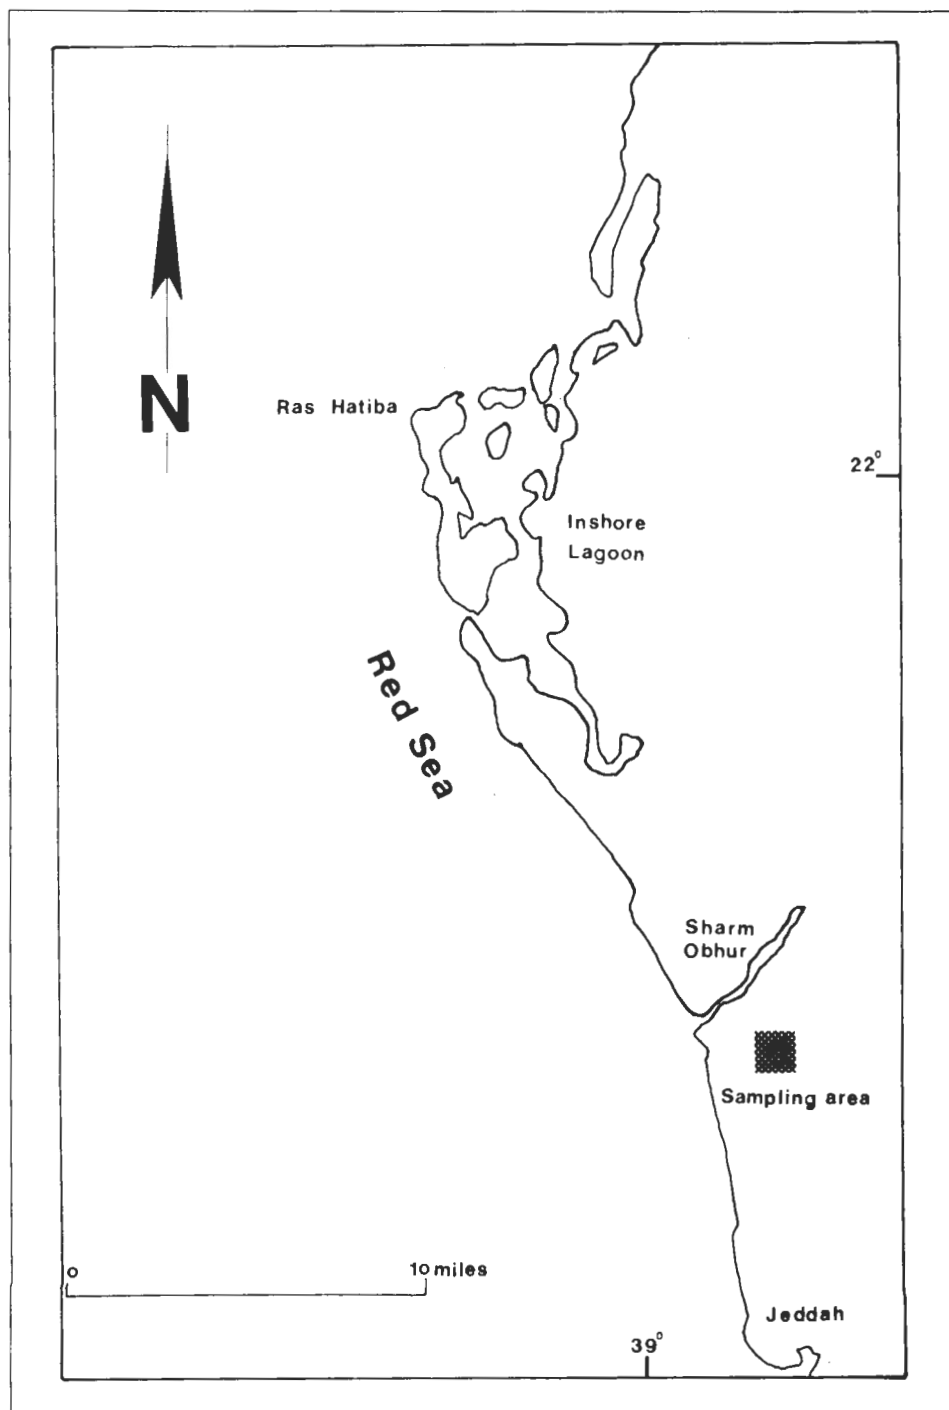 N
Ras Hatiba
22°
Inshore
Lagoon
Red Sea
Sharm
Obhur
Sampling area
0
10 miles
Jeddah
39°